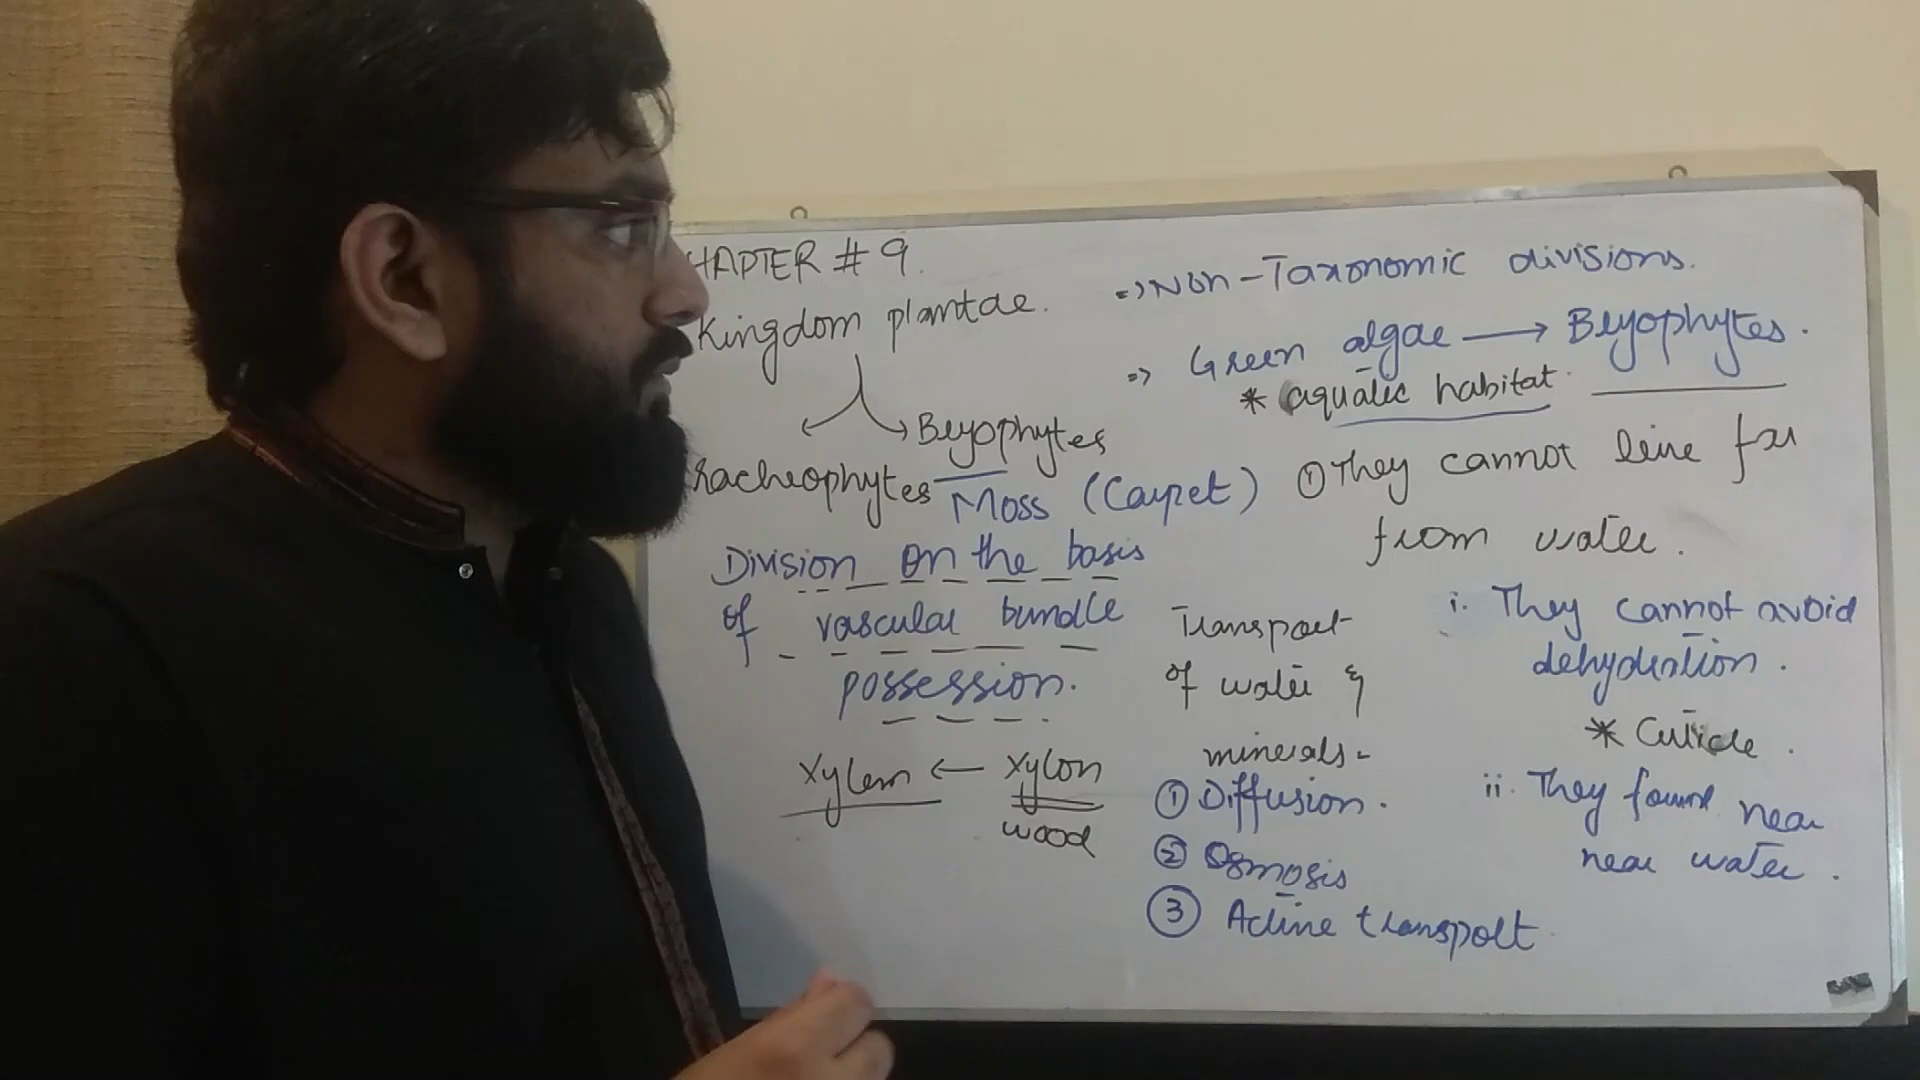 HAPTER # 9.
Kingdom plantae.
Bryophytes
racheophytes
Moss (Carpet)
Division on the basis
of vascular bundle
possession.
Xylem ← Xylon
wood
Transport
of water &
minerals-
① Diffusion.
② Osmosis
③ Active transport
=> Non-Taxonomic divisions.
=> Green algae → Bryophytes.
* aquatic habitat.
① They cannot live far
from water.
i. They cannot avoid
dehydration.
* Cuticle.
ii. They found near
near water.